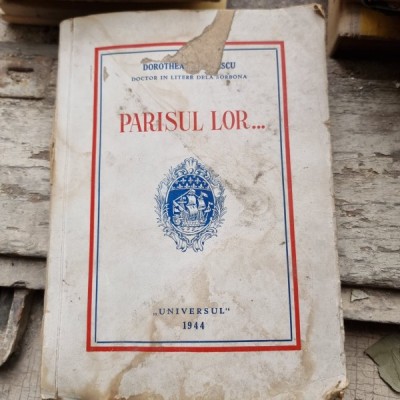 DOROTHEA
DOCTOR IN LITERE DELA SORBONA
PARISUL LOR...
„UNIVERSUL"
1944